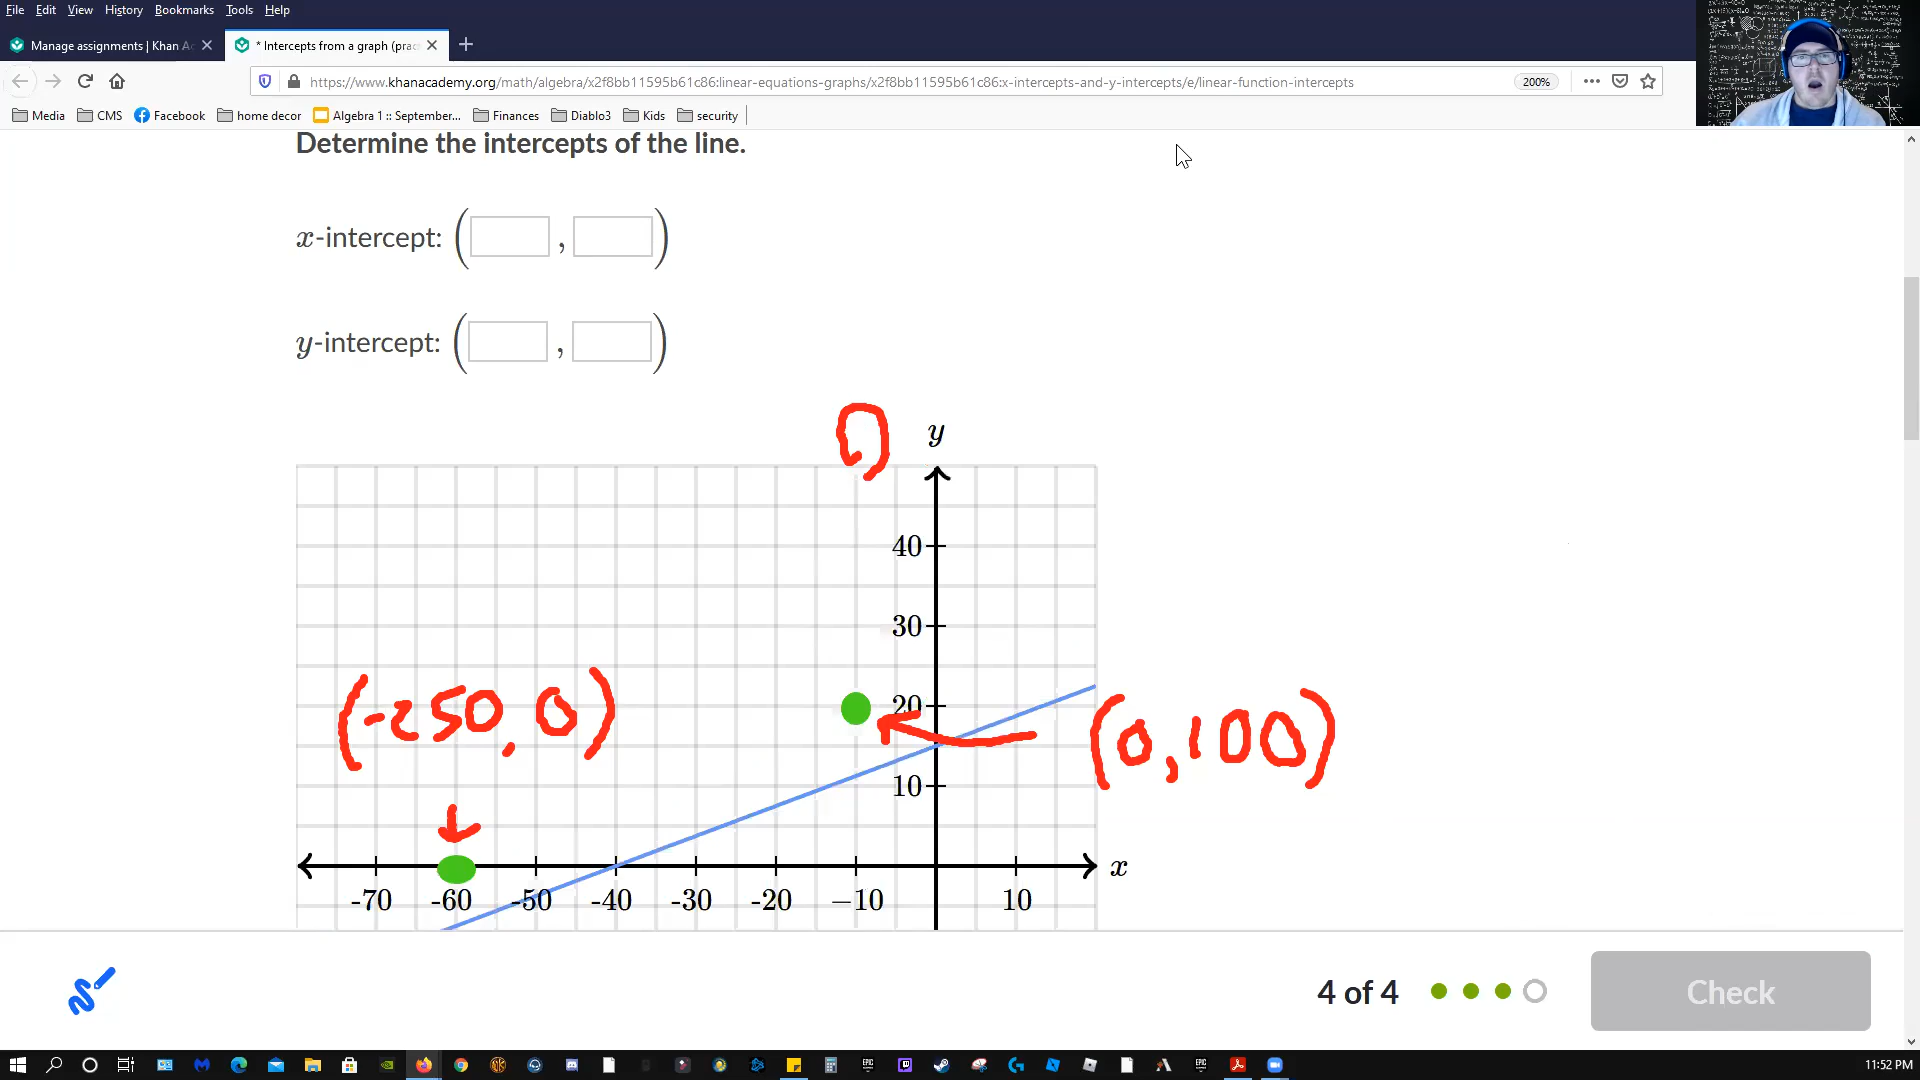 File Edit View History Bookmarks Tools Help
Manage assignments | Khan Ac
* Intercepts from a graph (prac
https://www.khanacademy.org/math/algebra/x2f8bb11595b61c86:linear-equations-graphs/x2f8bb11595b61c86:x-intercepts-and-y-intercepts/e/linear-function-intercepts
200%
Media CMS Facebook home decor Algebra 1 :: September... Finances Diablo3 Kids security
Determine the intercepts of the line.
x-intercept: ( , )
y-intercept: ( , )
y
40
30
20
10
(-250, 0)
(0, 100)
x
-70 -60 -50 -40 -30 -20 −10 10
4 of 4
Check
11:52 PM